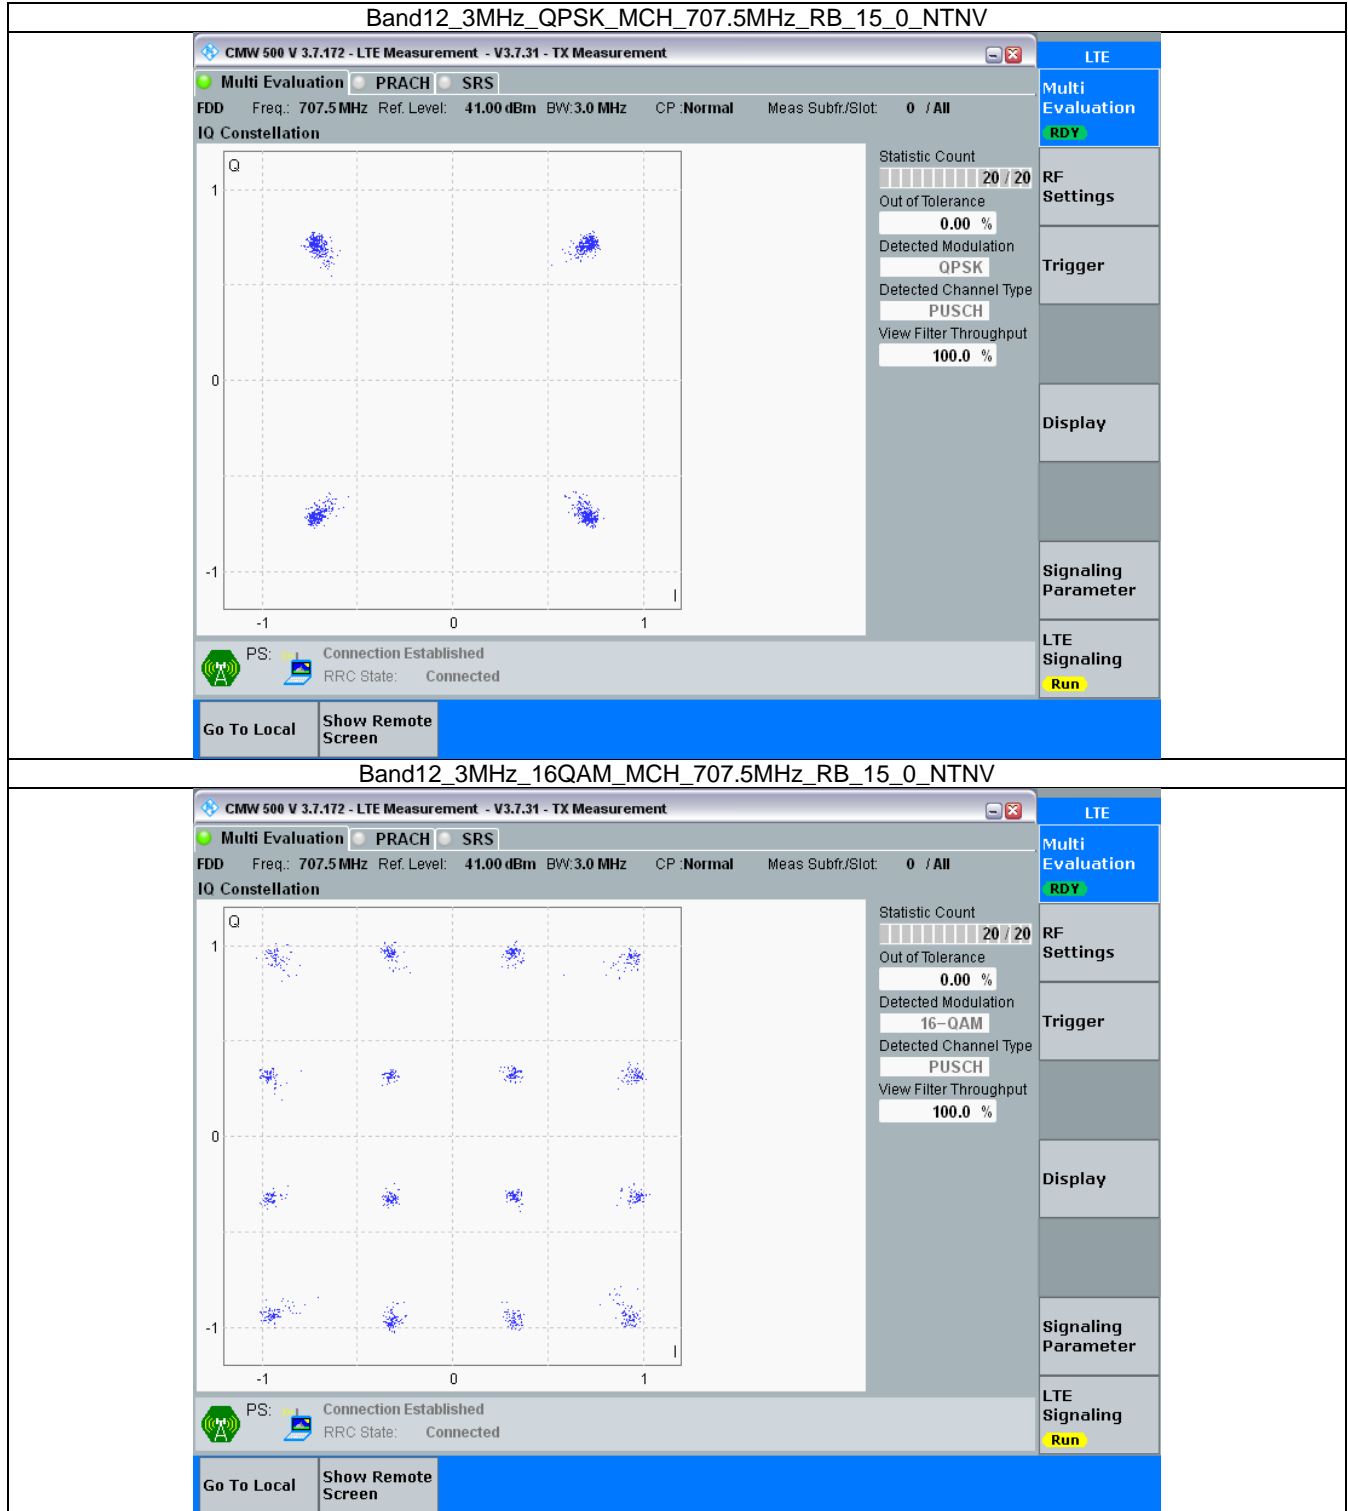 Band12_3MHz_QPSK_MCH_707.5MHz_RB_15_0_NTNV
CMW 500 V 3.7.172 - LTE Measurement - V3.7.31 - TX Measurement
LTE
Multi Evaluation PRACH SRS
Multi
Evaluation
RDY
FDD Freq.: 707.5 MHz Ref. Level: 41.00 dBm BW: 3.0 MHz CP : Normal Meas Subfr./Slot: 0 / All
IQ Constellation
Q
1
0
-1
-1 0 1
I
Statistic Count
20 / 20
Out of Tolerance
0.00 %
Detected Modulation
QPSK
Detected Channel Type
PUSCH
View Filter Throughput
100.0 %
RF
Settings
Trigger
Display
Signaling
Parameter
LTE
Signaling
Run
PS: Connection Established
RRC State: Connected
Go To Local
Show Remote
Screen
Band12_3MHz_16QAM_MCH_707.5MHz_RB_15_0_NTNV
CMW 500 V 3.7.172 - LTE Measurement - V3.7.31 - TX Measurement
LTE
Multi Evaluation PRACH SRS
Multi
Evaluation
RDY
FDD Freq.: 707.5 MHz Ref. Level: 41.00 dBm BW: 3.0 MHz CP : Normal Meas Subfr./Slot: 0 / All
IQ Constellation
Q
1
0
-1
-1 0 1
I
Statistic Count
20 / 20
Out of Tolerance
0.00 %
Detected Modulation
16-QAM
Detected Channel Type
PUSCH
View Filter Throughput
100.0 %
RF
Settings
Trigger
Display
Signaling
Parameter
LTE
Signaling
Run
PS: Connection Established
RRC State: Connected
Go To Local
Show Remote
Screen